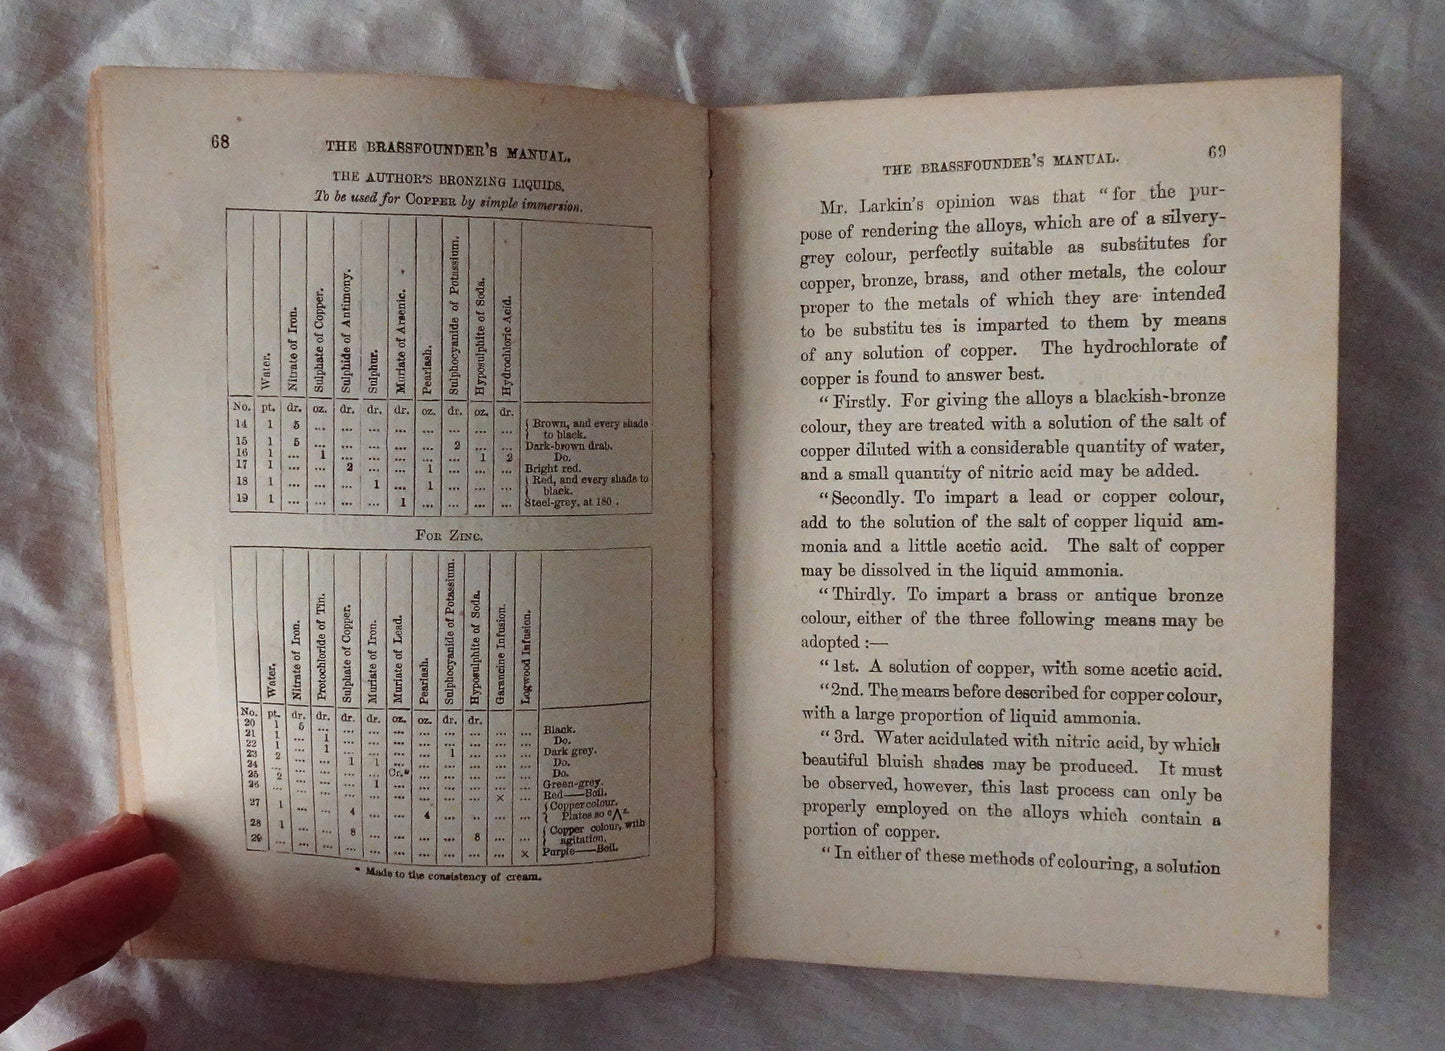 68
THE BRASSFOUNDER'S MANUAL.
THE AUTHOR'S BRONZING LIQUIDS.
To be used for COPPER by simple immersion.
Water. Nitrate of Iron. Sulphate of Copper. Sulphide of Antimony. Sulphur. Muriate of Arsenic. Pearlash. Sulphocyanide of Potassium. Hyposulphite of Soda. Hydrochloric Acid.
No. pt. dr. oz. dr. dr. dr. oz. dr. oz. dr.
14 1 5 ... ... ... ... ... ... ... ... { Brown, and every shade
to black.
15 1 5 ... ... ... ... ... 2 ... ... Dark-brown drab.
16 1 ... 1 ... ... ... ... ... 1 2 Do.
17 1 ... ... 2 ... ... 1 ... ... ... Bright red.
18 1 ... ... ... 1 ... 1 ... ... ... { Red, and every shade to
black.
19 1 ... ... ... ... 1 ... ... ... ... Steel-grey, at 180 .
FOR ZINC.
Water. Nitrate of Iron. Protochloride of Tin. Sulphate of Copper. Muriate of Iron. Muriate of Lead. Pearlash. Sulphocyanide of Potassium. Hyposulphite of Soda. Garancine Infusion. Logwood Infusion.
No. pt. dr. dr. dr. dr. oz. oz. dr. dr.
20 1 5 ... ... ... ... ... ... ... ... ... Black.
21 1 ... 1 ... ... ... ... ... ... ... ... Do.
22 1 ... 1 ... ... ... ... 1 ... ... ... Dark grey.
23 2 ... ... 1 1 ... ... ... ... ... ... Do.
24 ... ... ... ... ... Or.* ... ... ... ... ... Do.
25 2 ... ... ... 1 ... ... ... ... ... ... Green-grey.
26 ... ... ... ... ... ... ... ... ... × ... Red——Boil.
27 1 ... ... 4 ... ... 4 ... ... ... ... { Copper colour.
Plates so
28 1 ... ... 8 ... ... ... ... 8 ... ... { Copper colour, with
agitation.
29 ... ... ... ... ... ... ... ... ... ... × Purple——Boil.
* Made to the consistency of cream.
THE BRASSFOUNDER'S MANUAL.
69
Mr. Larkin's opinion was that "for the pur-
pose of rendering the alloys, which are of a silvery-
grey colour, perfectly suitable as substitutes for
copper, bronze, brass, and other metals, the colour
proper to the metals of which they are intended
to be substitu tes is imparted to them by means
of any solution of copper. The hydrochlorate of
copper is found to answer best.
"Firstly. For giving the alloys a blackish-bronze
colour, they are treated with a solution of the salt of
copper diluted with a considerable quantity of water,
and a small quantity of nitric acid may be added.
"Secondly. To impart a lead or copper colour,
add to the solution of the salt of copper liquid am-
monia and a little acetic acid. The salt of copper
may be dissolved in the liquid ammonia.
"Thirdly. To impart a brass or antique bronze
colour, either of the three following means may be
adopted :—
"1st. A solution of copper, with some acetic acid.
"2nd. The means before described for copper colour,
with a large proportion of liquid ammonia.
"3rd. Water acidulated with nitric acid, by which
beautiful bluish shades may be produced. It must
be observed, however, this last process can only be
properly employed on the alloys which contain a
portion of copper.
"In either of these methods of colouring, a solution